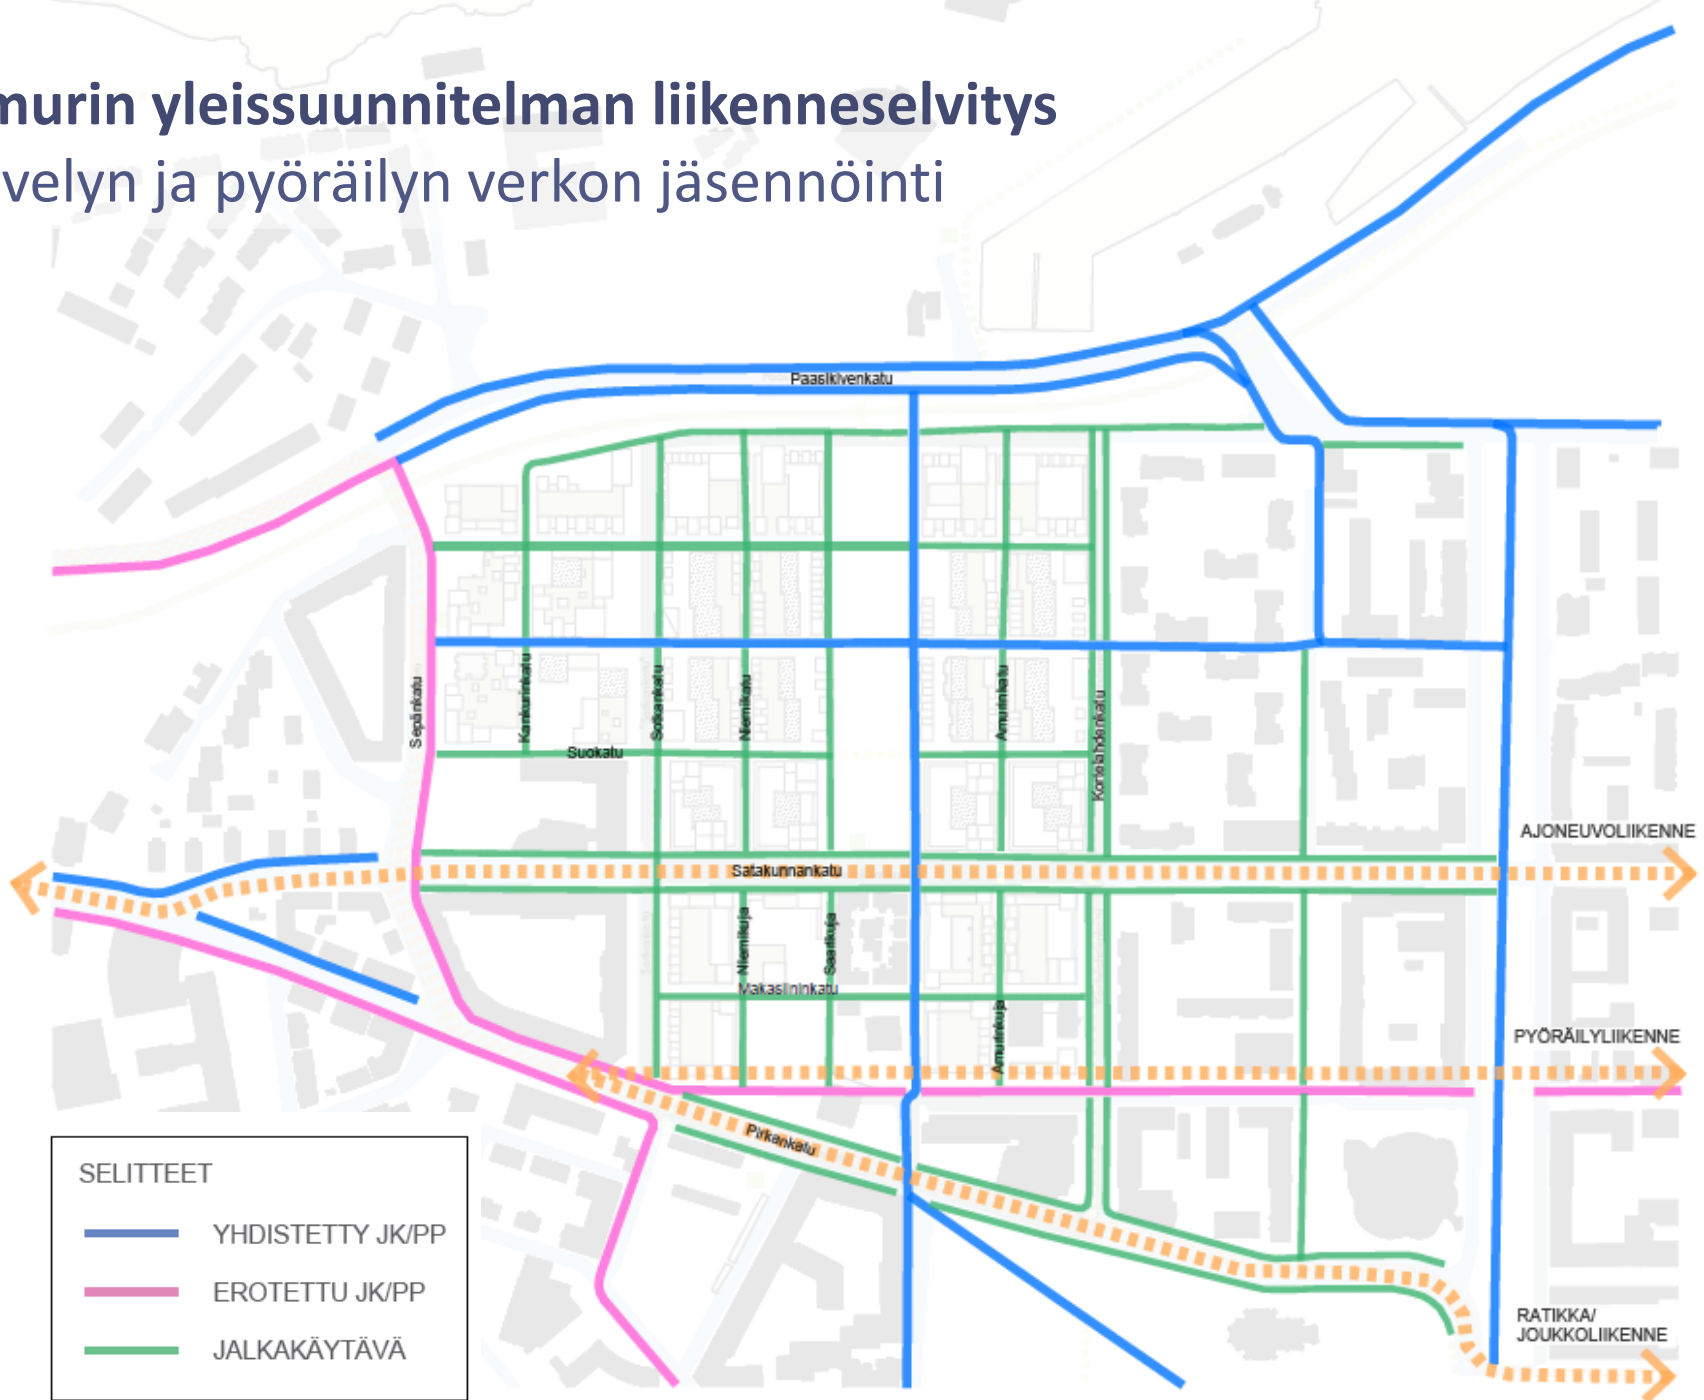 murin yleissuunnitelman liikenneselvitys
velyn ja pyöräilyn verkon jäsennöinti
Paasikivenkatu
Sepänkatu
Kankurinkatu
Sotkankatu
Niemikatu
Amurinkatu
Kortelahdenkatu
Suokatu
AJONEUVOLIIKENNE
Satakunnankatu
Niemikuja
Saarikuja
Makasiininkatu
Amurinkuja
PYÖRÄILYLIIKENNE
Pirkankatu
SELITTEET
YHDISTETTY JK/PP
EROTETTU JK/PP
JALKAKÄYTÄVÄ
RATIKKA/
JOUKKOLIIKENNE